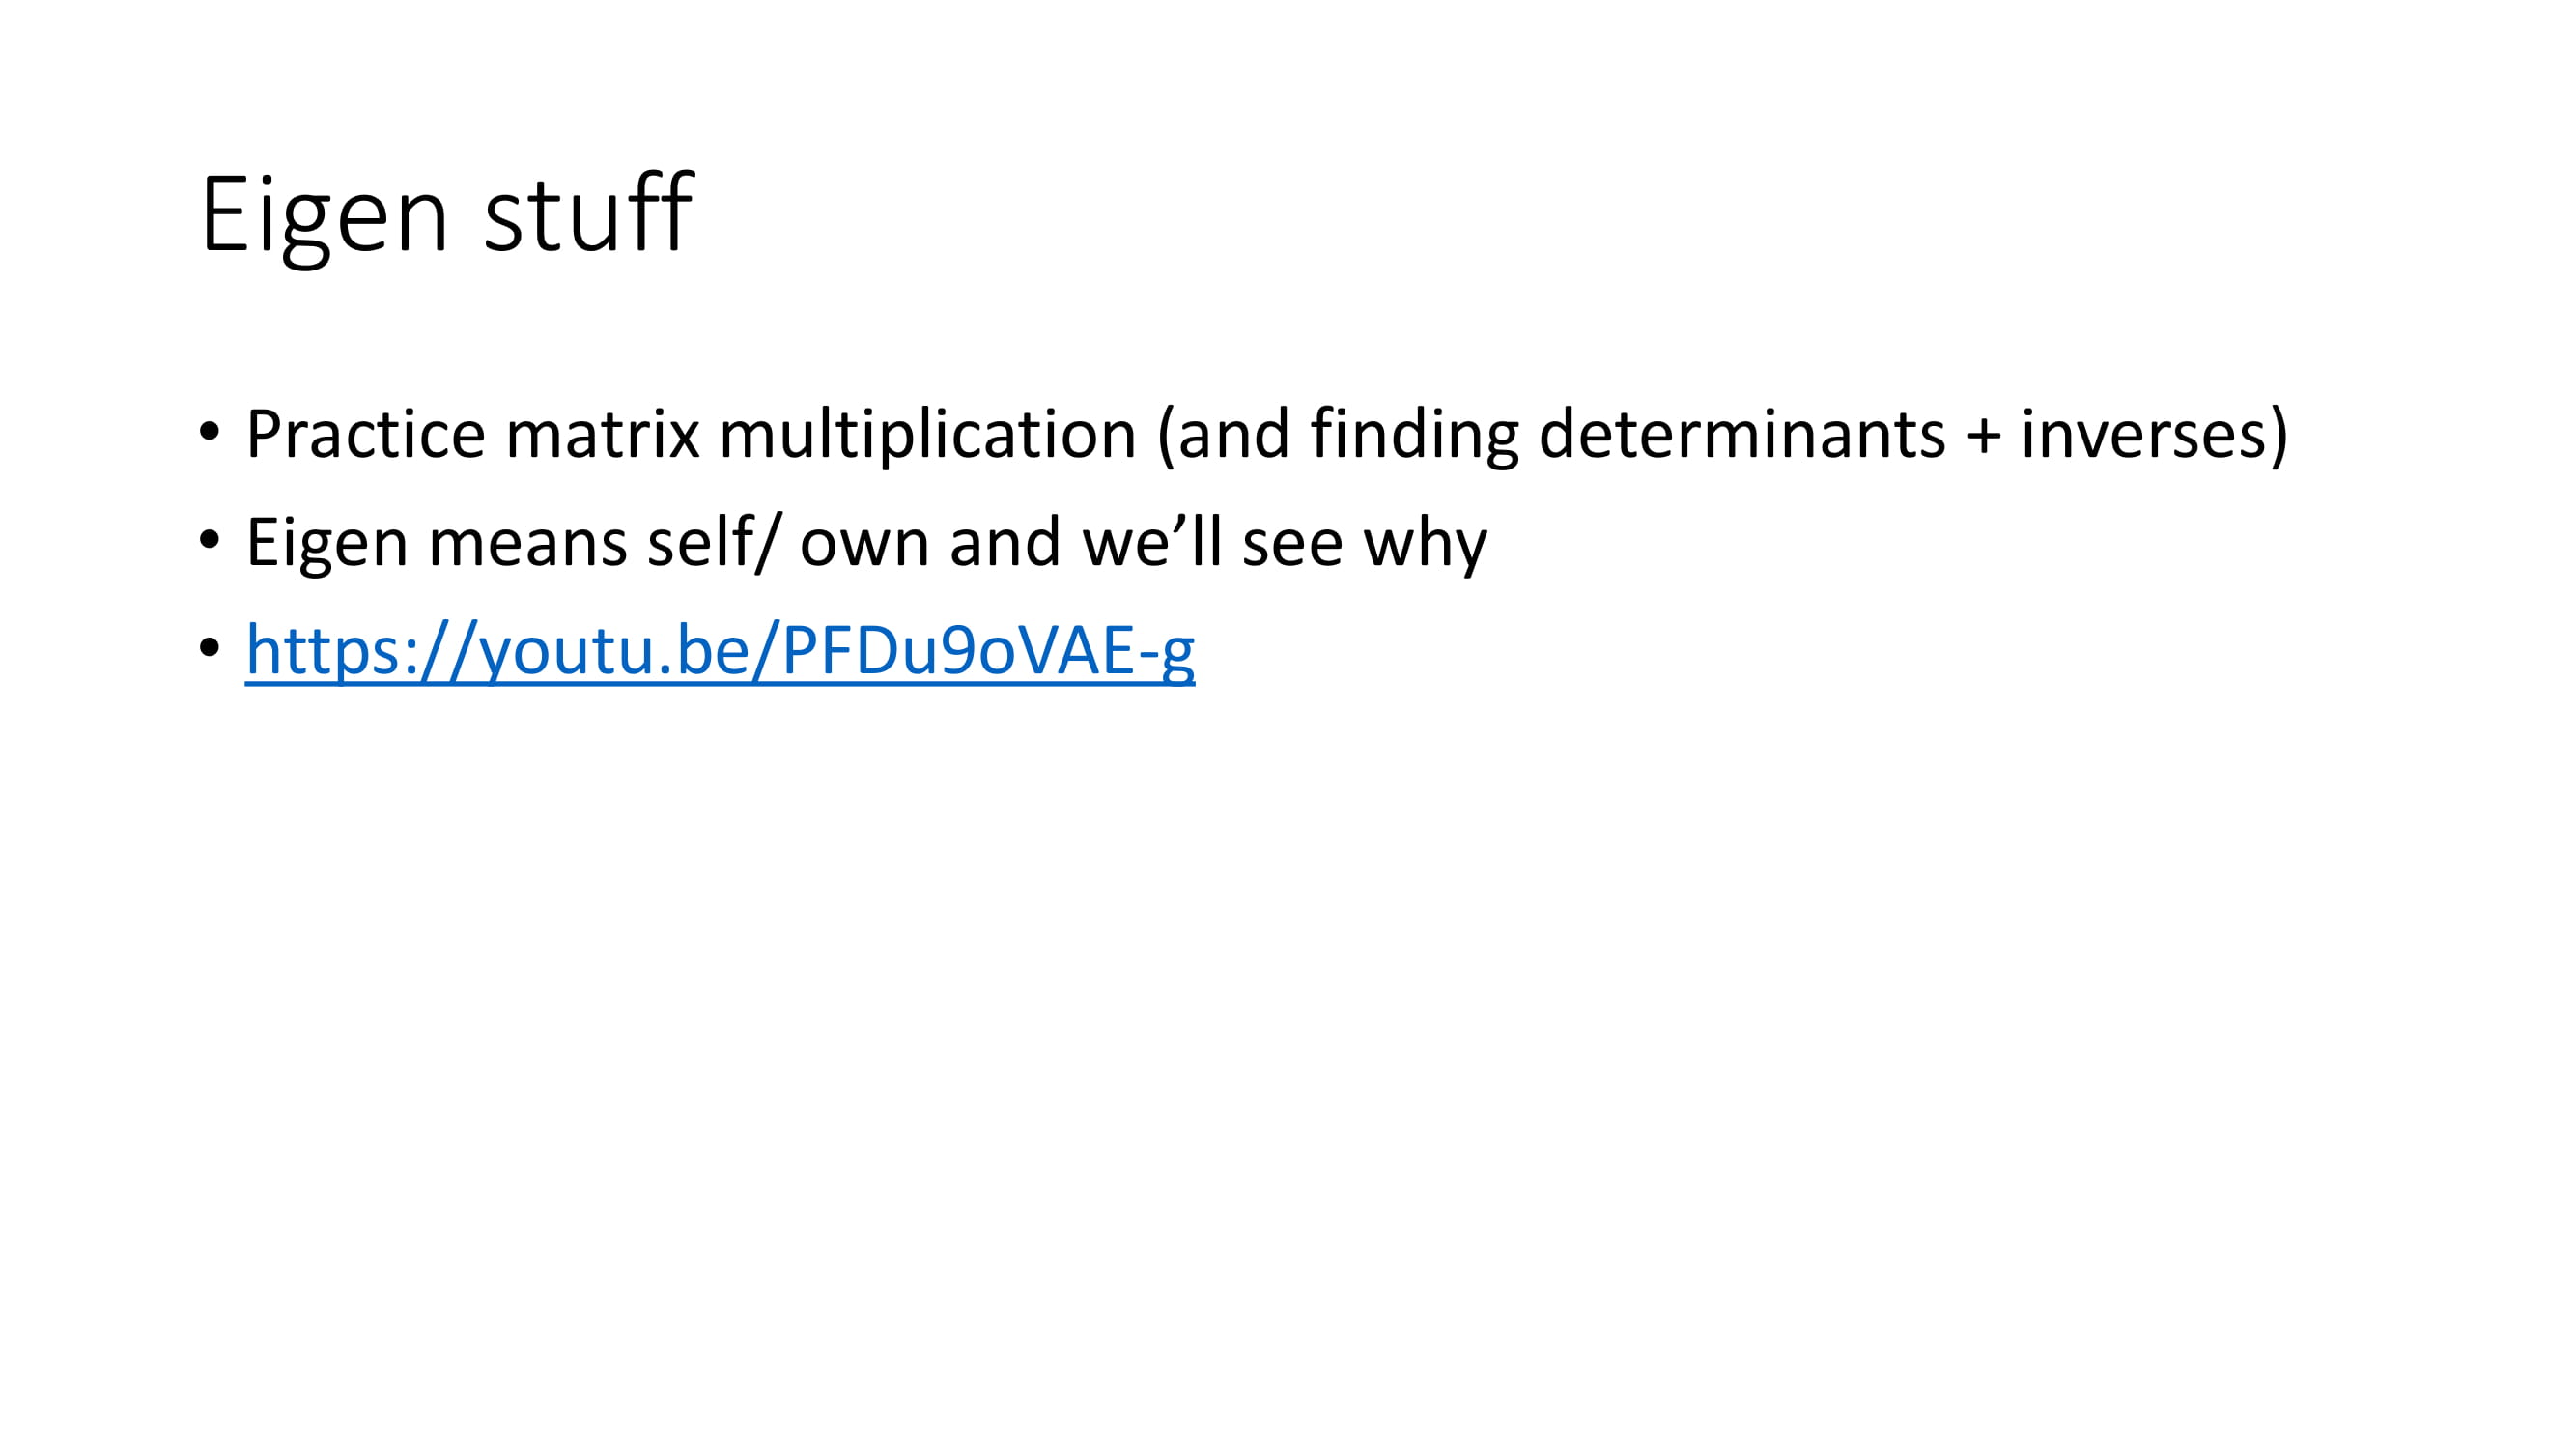 Eigen stuff
• Practice matrix multiplication (and finding determinants + inverses)
• Eigen means self/ own and we’ll see why
• https://youtu.be/PFDu9oVAE-g